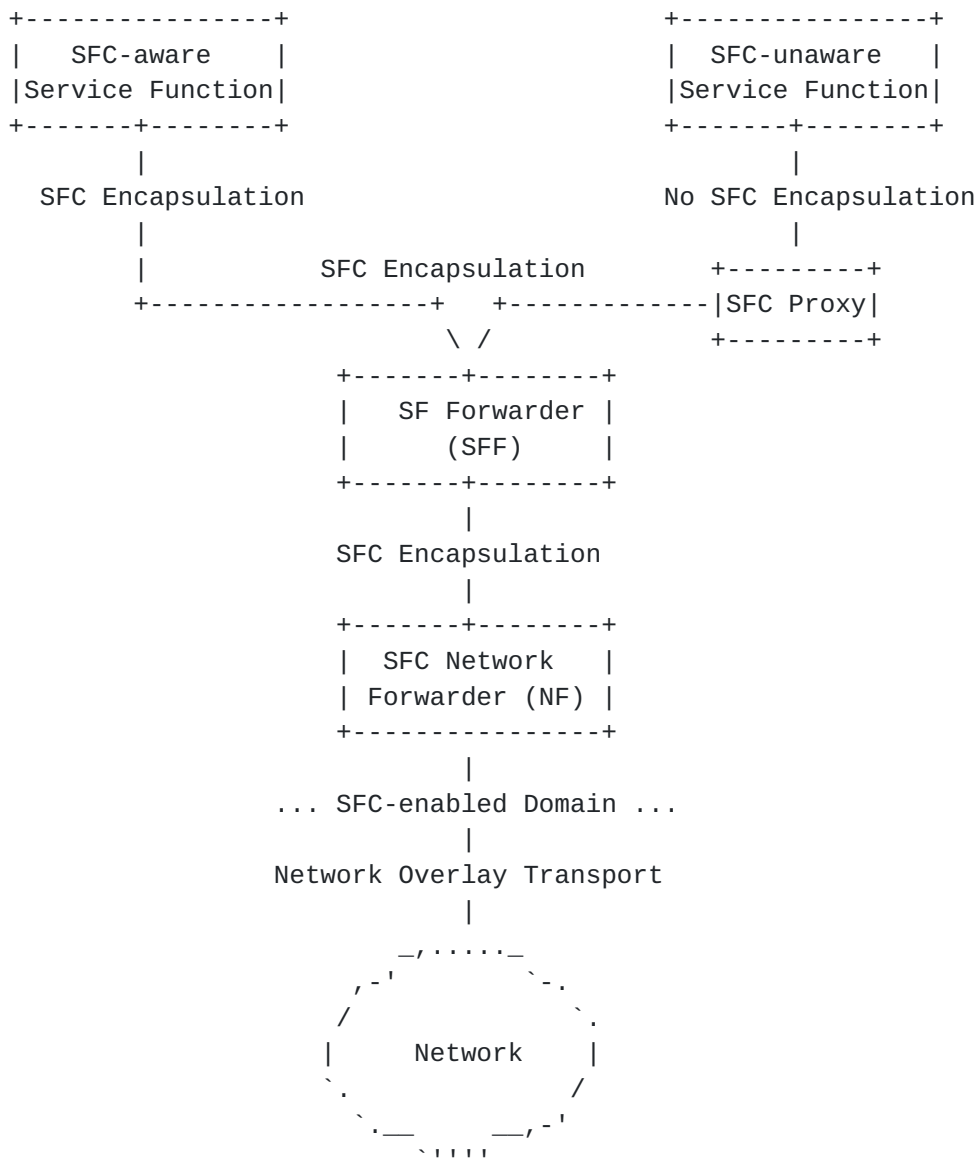 SFC-aware SFC-unaware
Service Function Service Function
SFC Encapsulation No SFC Encapsulation
SFC Encapsulation
SFC Proxy
SF Forwarder
(SFF)
SFC Encapsulation
SFC Network
Forwarder (NF)
... SFC-enabled Domain ...
Network Overlay Transport
Network